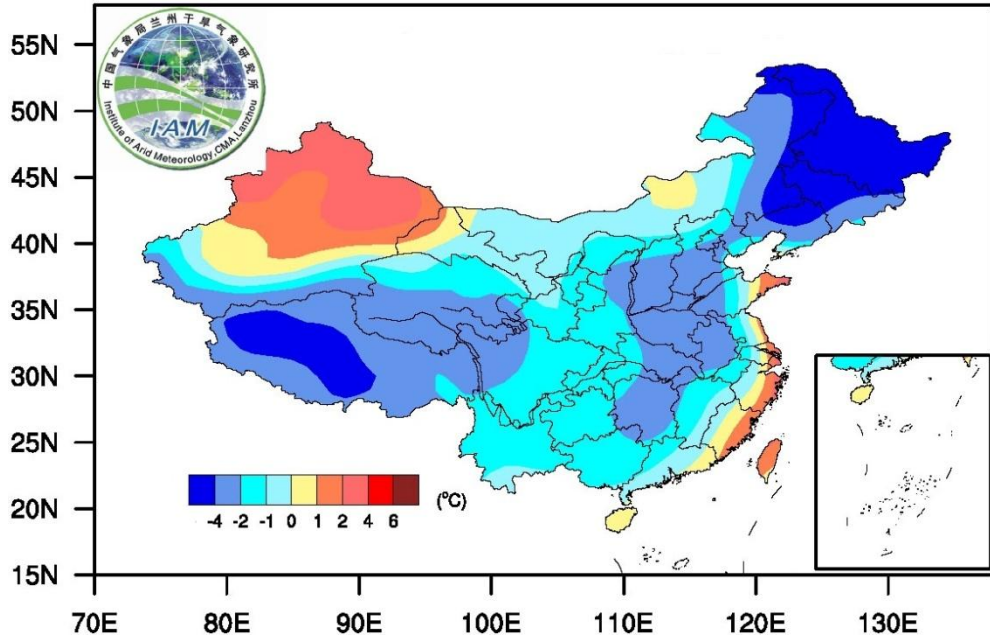 中国气象局兰州干旱气象研究所
I.A.M
Institute of Arid Meteorology,CMA,Lanzhou
55N
50N
45N
40N
35N
30N
25N
20N
15N
-4 -2 -1 0 1 2 4 6
(°C)
70E 80E 90E 100E 110E 120E 130E